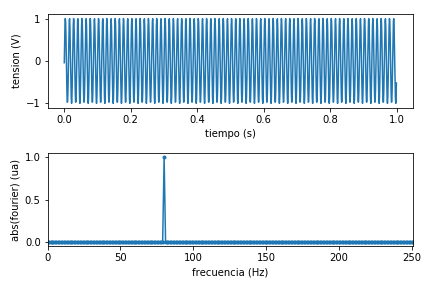 1
0
−1
tension (V)
0.0 0.2 0.4 0.6 0.8 1.0
tiempo (s)
1.0
0.5
0.0
abs(fourier) (ua)
0 50 100 150 200 250
frecuencia (Hz)